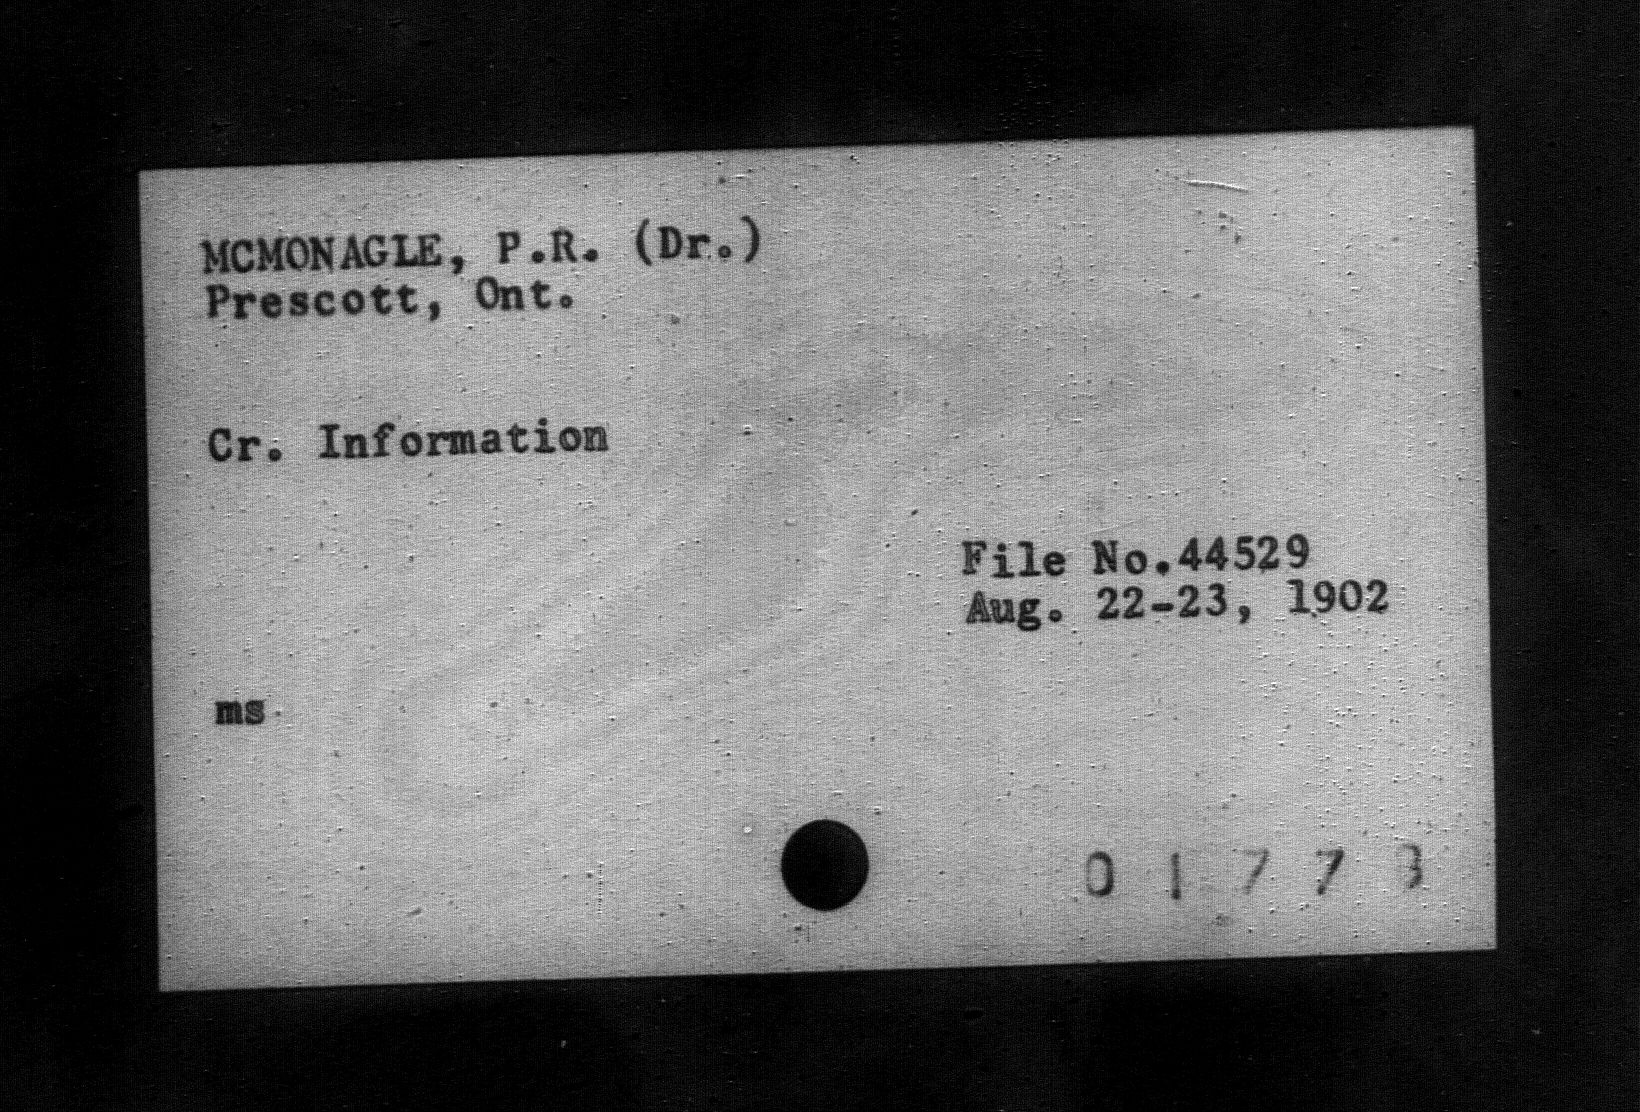 MCMONAGLE, P.R. (Dr.)
Prescott, Ont.
Cr. Information
File No.44529
Aug. 22-23, 1902
ms
0 1 7 7 3